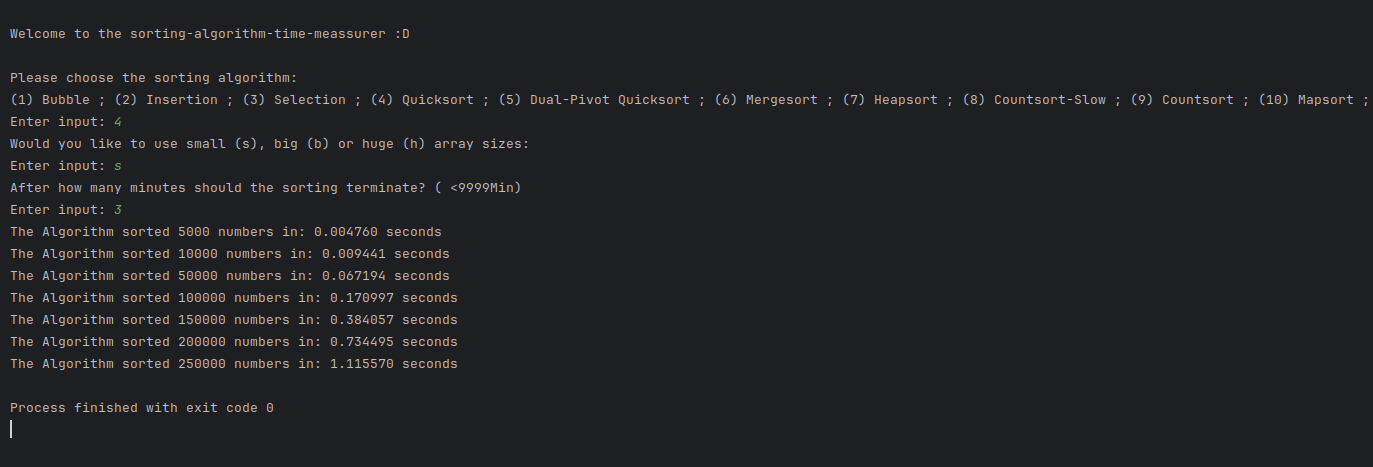 Welcome to the sorting-algorithm-time-meassurer :D
Please choose the sorting algorithm:
(1) Bubble ; (2) Insertion ; (3) Selection ; (4) Quicksort ; (5) Dual-Pivot Quicksort ; (6) Mergesort ; (7) Heapsort ; (8) Countsort-Slow ; (9) Countsort ; (10) Mapsort ;
Enter input: 4
Would you like to use small (s), big (b) or huge (h) array sizes:
Enter input: s
After how many minutes should the sorting terminate? ( <9999Min)
Enter input: 3
The Algorithm sorted 5000 numbers in: 0.004760 seconds
The Algorithm sorted 10000 numbers in: 0.009441 seconds
The Algorithm sorted 50000 numbers in: 0.067194 seconds
The Algorithm sorted 100000 numbers in: 0.170997 seconds
The Algorithm sorted 150000 numbers in: 0.384057 seconds
The Algorithm sorted 200000 numbers in: 0.734495 seconds
The Algorithm sorted 250000 numbers in: 1.115570 seconds
Process finished with exit code 0